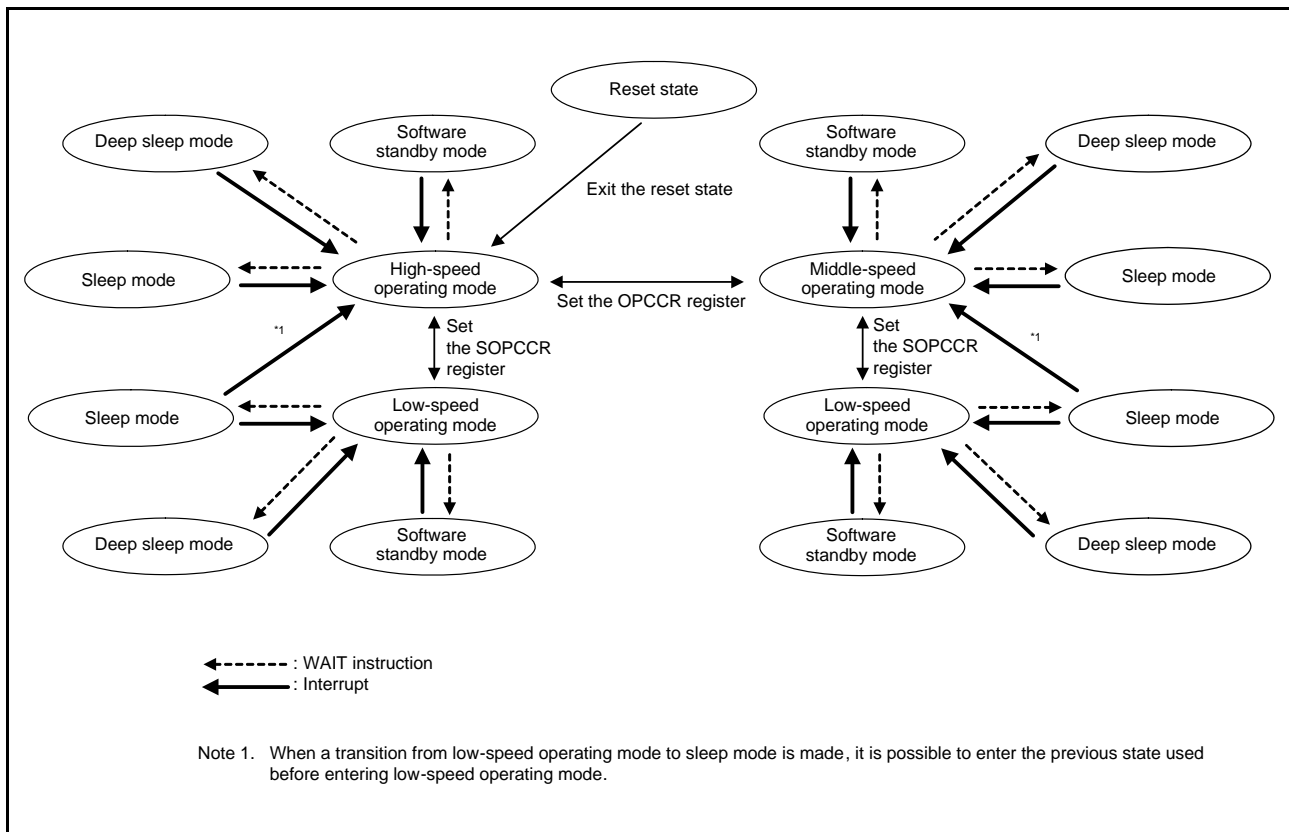 Reset state
Deep sleep mode
Software
standby mode
Software
standby mode
Deep sleep mode
Exit the reset state
Sleep mode
High-speed
operating mode
Set the OPCCR register
Middle-speed
operating mode
Sleep mode
*1
Set
the SOPCCR
register
Set
the SOPCCR
register
*1
Sleep mode
Low-speed
operating mode
Low-speed
operating mode
Sleep mode
Deep sleep mode
Software
standby mode
Software
standby mode
Deep sleep mode
: WAIT instruction
: Interrupt
Note 1. When a transition from low-speed operating mode to sleep mode is made, it is possible to enter the previous state used
before entering low-speed operating mode.